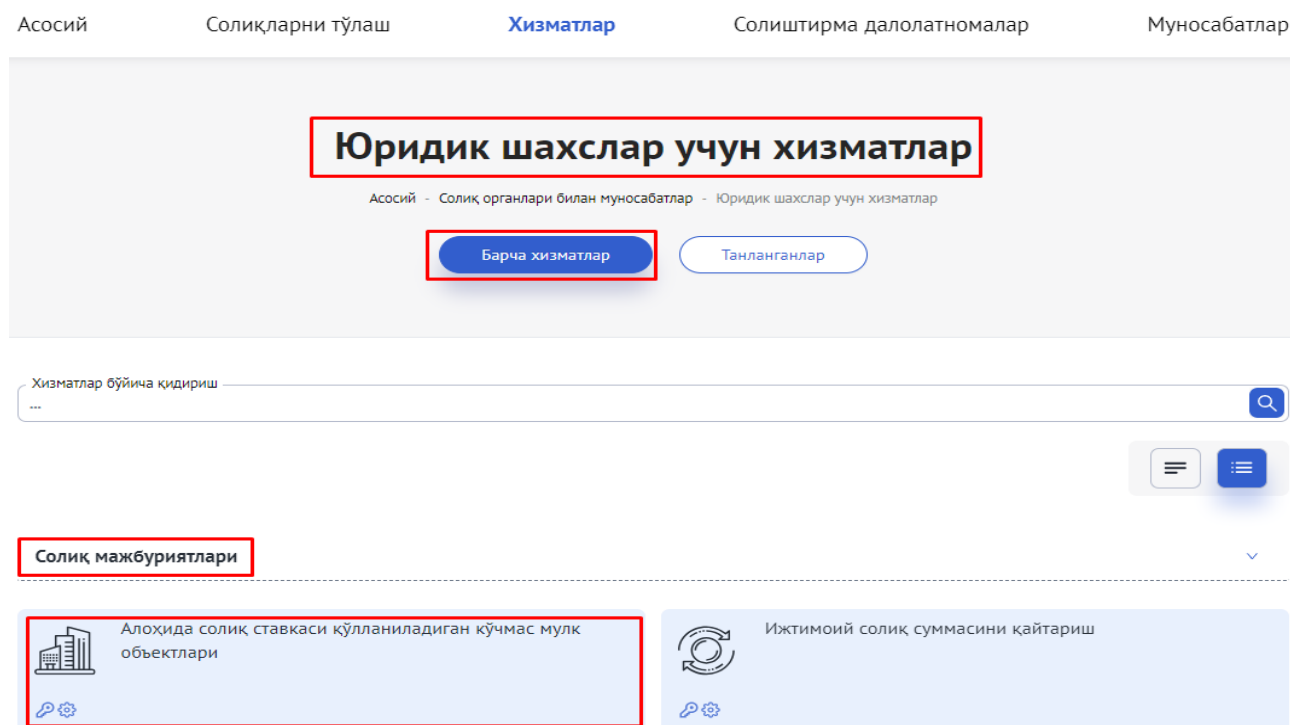 Асосий Солиқларни тўлаш Хизматлар Солиштирма далолатномалар Муносабатлар
Юридик шахслар учун хизматлар
Асосий - Солиқ органлари билан муносабатлар - Юридик шахслар учун хизматлар
Барча хизматлар Танланганлар
Хизматлар бўйича қидириш
...
Солиқ мажбуриятлари
Алоҳида солиқ ставкаси қўлланиладиган кўчмас мулк
объектлари
Ижтимоий солиқ суммасини қайтариш